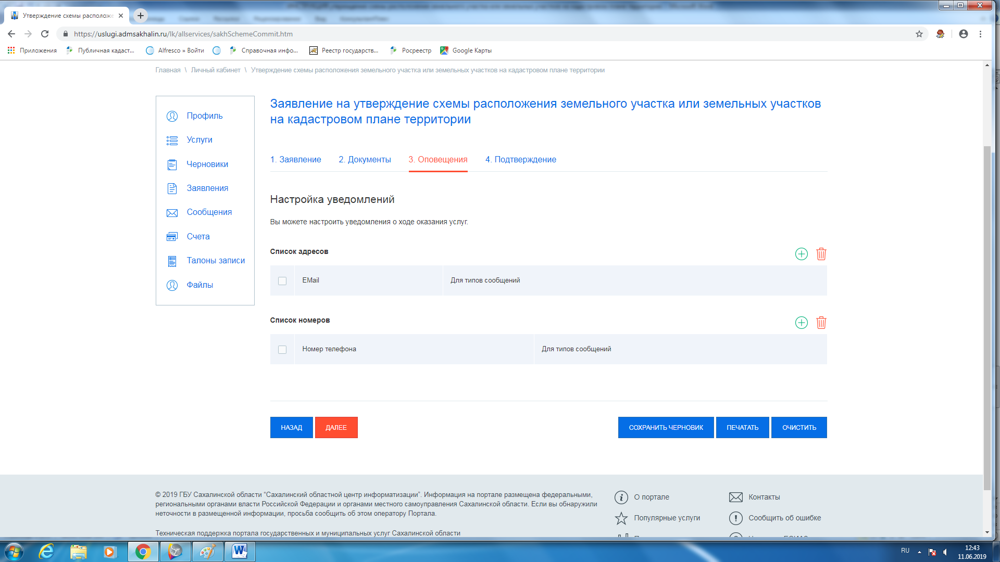 Утверждение схемы расположе
https://uslugi.admsakhalin.ru/lk/allservices/sakhSchemeCommit.htm
Приложения
Публичная кадаст...
Alfresco » Войти
Справочная инфо...
Реестр государств...
Росреестр
Google Карты
Главная \ Личный кабинет \ Утверждение схемы расположения земельного участка или земельных участков на кадастровом плане территории
Профиль
Услуги
Черновики
Заявления
Сообщения
Счета
Талоны записи
Файлы
Заявление на утверждение схемы расположения земельного участка или земельных участков
на кадастровом плане территории
1. Заявление
2. Документы
3. Оповещения
4. Подтверждение
Настройка уведомлений
Вы можете настроить уведомления о ходе оказания услуг.
Список адресов
EMail
Для типов сообщений
Список номеров
Номер телефона
Для типов сообщений
НАЗАД
ДАЛЕЕ
СОХРАНИТЬ ЧЕРНОВИК
ПЕЧАТАТЬ
ОЧИСТИТЬ
© 2019 ГБУ Сахалинской области “Сахалинский областной центр информатизации”. Информация на портале размещена федеральными,
региональными органами власти Российской Федерации и органами местного самоуправления Сахалинской области. Если вы обнаружили
неточности в размещенной информации, просьба сообщить об этом оператору Портала.
Техническая поддержка портала государственных и муниципальных услуг Сахалинской области
О портале
Контакты
Популярные услуги
Сообщить об ошибке
RU
12:43
11.06.2019